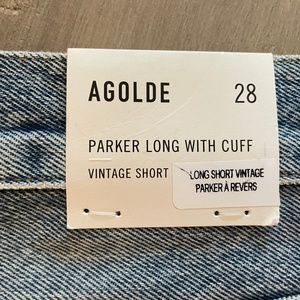 AGOLDE 28
PARKER LONG WITH CUFF
VINTAGE SHORT
LONG SHORT VINTAGE
PARKER À REVERS